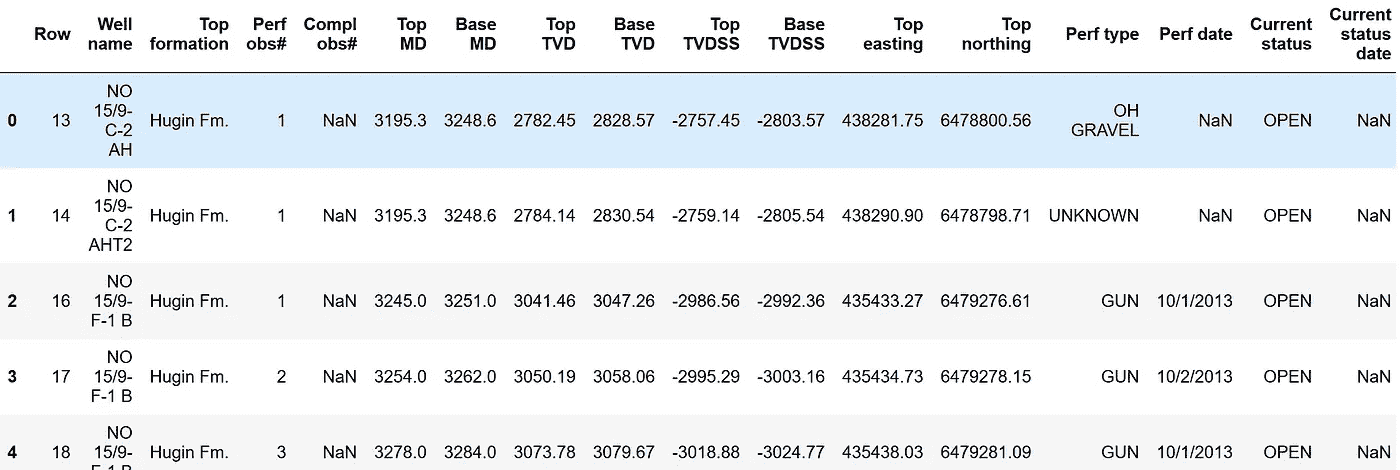 Row Well name Top formation Perf obs# Compl obs# Top MD Base MD Top TVD Base TVD Top TVDSS Base TVDSS Top easting Top northing Perf type Perf date Current status Current status date
0 13 NO 15/9-C-2 AH Hugin Fm. 1 NaN 3195.3 3248.6 2782.45 2828.57 -2757.45 -2803.57 438281.75 6478800.56 OH GRAVEL NaN OPEN NaN
1 14 NO 15/9-C-2 AHT2 Hugin Fm. 1 NaN 3195.3 3248.6 2784.14 2830.54 -2759.14 -2805.54 438290.90 6478798.71 UNKNOWN NaN OPEN NaN
2 16 NO 15/9-F-1 B Hugin Fm. 1 NaN 3245.0 3251.0 3041.46 3047.26 -2986.56 -2992.36 435433.27 6479276.61 GUN 10/1/2013 OPEN NaN
3 17 NO 15/9-F-1 B Hugin Fm. 2 NaN 3254.0 3262.0 3050.19 3058.06 -2995.29 -3003.16 435434.73 6479278.15 GUN 10/2/2013 OPEN NaN
4 18 NO 15/9- Hugin Fm. 3 NaN 3278.0 3284.0 3073.78 3079.67 -3018.88 -3024.77 435438.03 6479281.09 GUN 10/1/2013 OPEN NaN